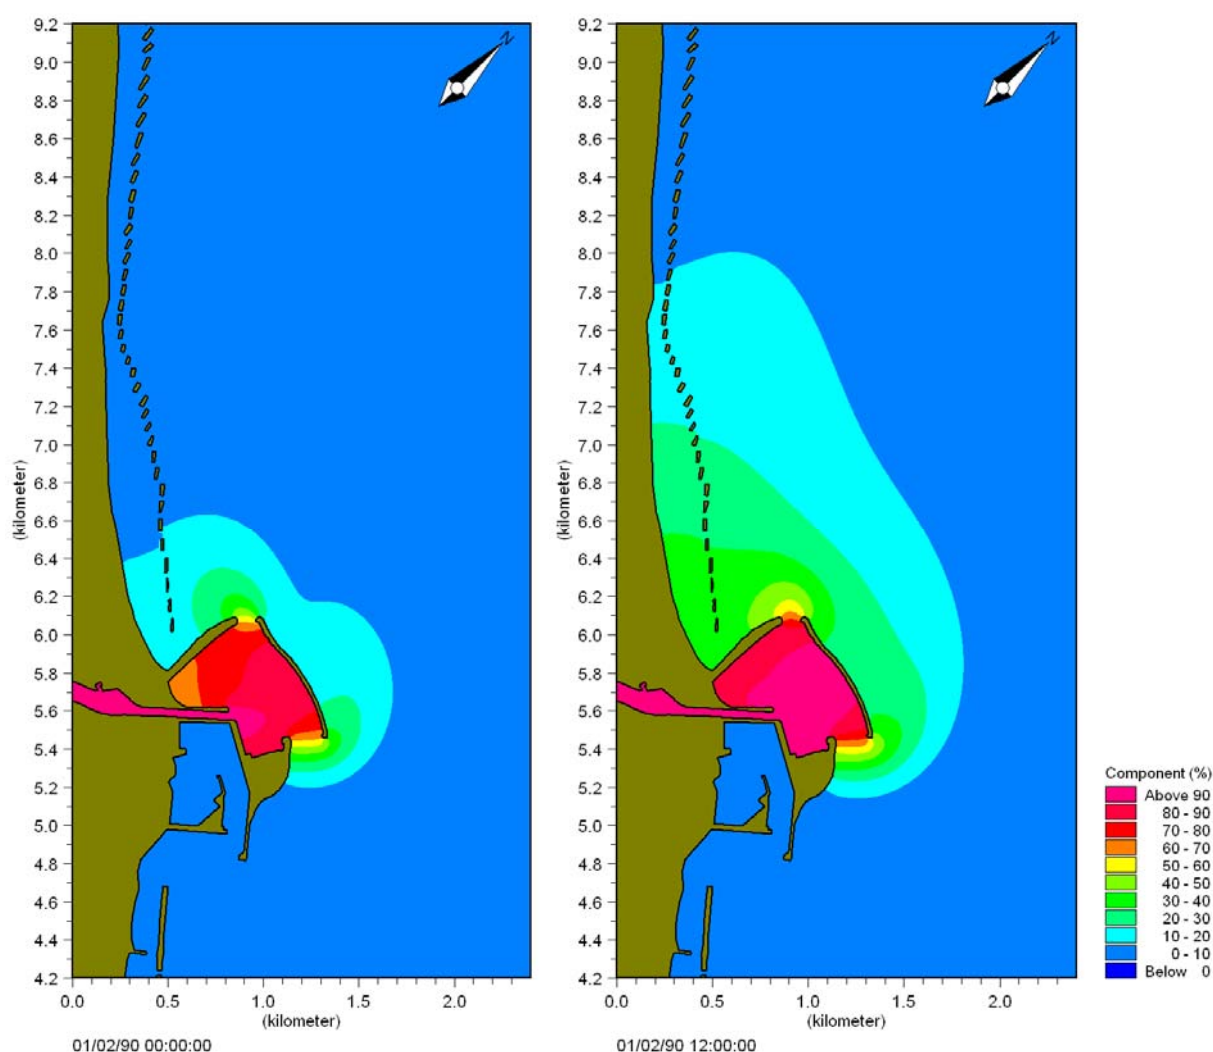 9.2
9.0
8.8
8.6
8.4
8.2
8.0
7.8
7.6
7.4
7.2
7.0
6.8
6.6
6.4
6.2
6.0
5.8
5.6
5.4
5.2
5.0
4.8
4.6
4.4
4.2
(kilometer)
N
0.0 0.5 1.0 1.5 2.0
(kilometer)
01/02/90 00:00:00
9.2
9.0
8.8
8.6
8.4
8.2
8.0
7.8
7.6
7.4
7.2
7.0
6.8
6.6
6.4
6.2
6.0
5.8
5.6
5.4
5.2
5.0
4.8
4.6
4.4
4.2
(kilometer)
N
0.0 0.5 1.0 1.5 2.0
(kilometer)
01/02/90 12:00:00
Component (%)
Above 90
80 - 90
70 - 80
60 - 70
50 - 60
40 - 50
30 - 40
20 - 30
10 - 20
0 - 10
Below 0